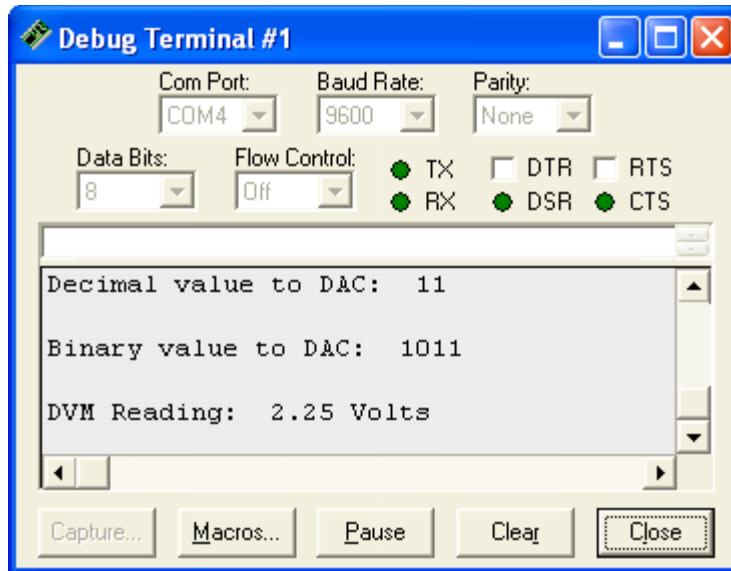 Debug Terminal #1
Com Port: Baud Rate: Parity:
COM4 9600 None
Data Bits: Flow Control: TX DTR RTS
8 Off RX DSR CTS
Decimal value to DAC:  11
Binary value to DAC:  1011
DVM Reading:  2.25 Volts
Capture... Macros... Pause Clear Close